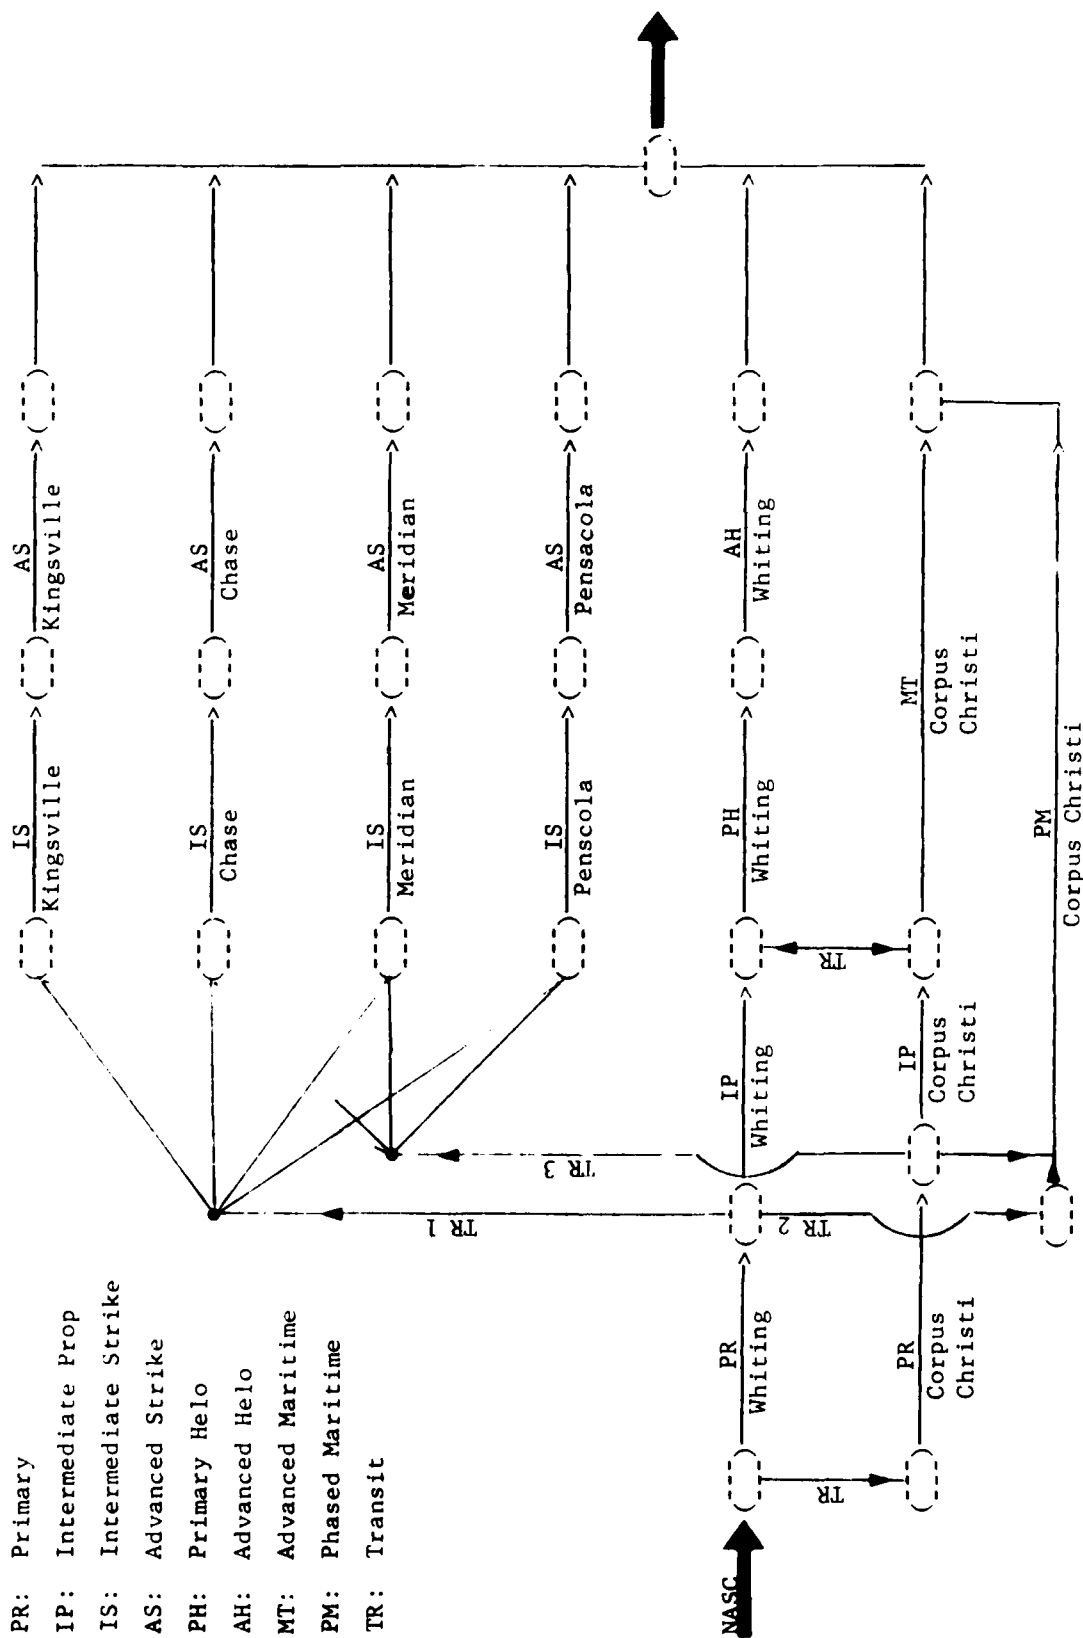 PR: Primary
IP: Intermediate Prop
IS: Intermediate Strike
AS: Advanced Strike
PH: Primary Helo
AH: Advanced Helo
MT: Advanced Maritime
PM: Phased Maritime
TR: Transit
IS
Kingsville
AS
Kingsville
IS
Chase
AS
Chase
IS
Meridian
AS
Meridian
IS
Penscola
AS
Pensacola
NASC
PR
Whiting
IP
Whiting
PH
Whiting
AH
Whiting
TR
TR 1
TR 2
TR 3
TR
PR
Corpus
Christi
IP
Corpus
Christi
MT
Corpus
Christi
PM
Corpus Christi